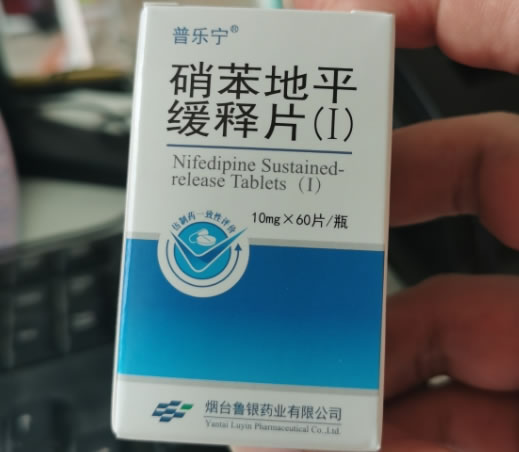 普乐宁®
硝苯地平
缓释片(I)
Nifedipine Sustained-
release Tablets (I)
10mg×60片/瓶
仿制药一致性评价
烟台鲁银药业有限公司
Yantai Luyin Pharmaceutical Co.,Ltd.